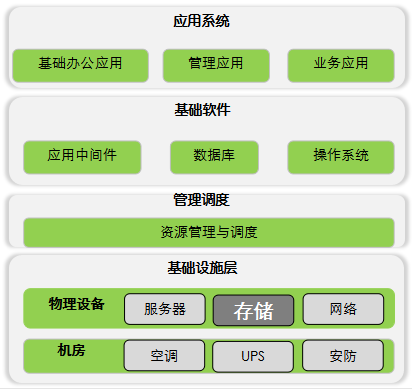 应用系统
基础办公应用 管理应用 业务应用
基础软件
应用中间件 数据库 操作系统
管理调度
资源管理与调度
基础设施层
物理设备 服务器 存储 网络
机房 空调 UPS 安防